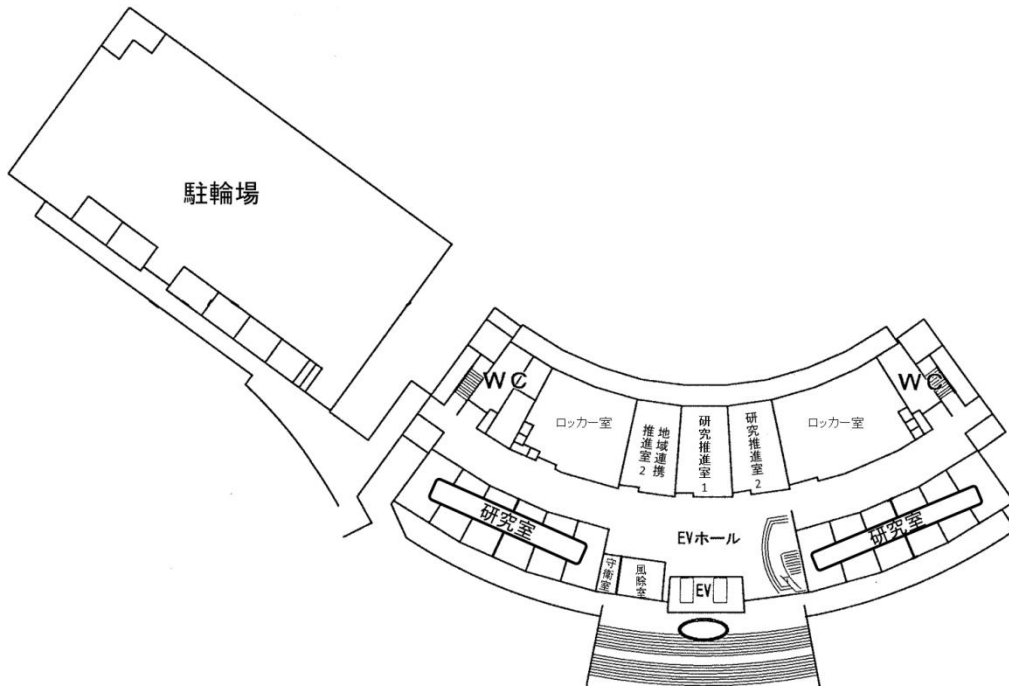 駐輪場
WC
WC
ロッカー室
地域連携
推進室2
研究推進室1
研究推進室2
ロッカー室
研究室
EVホール
研究室
守衛室
風除室
EV